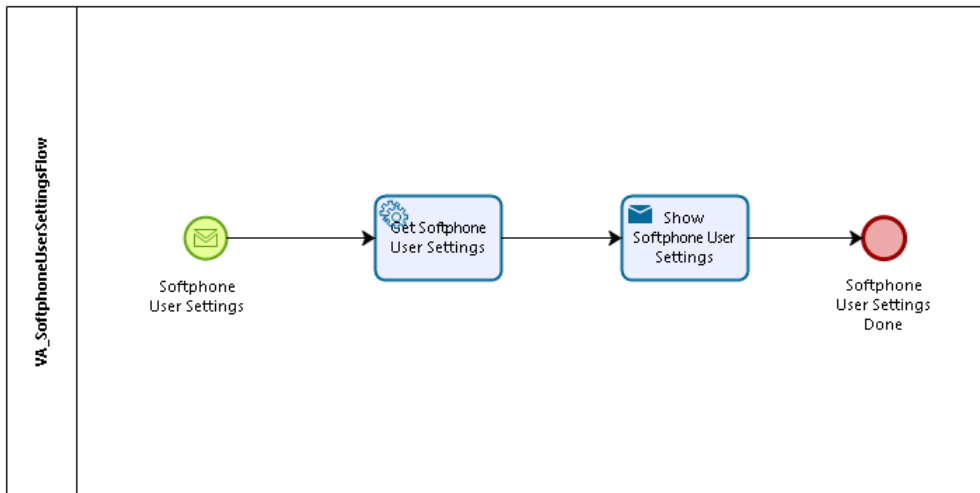 VA_SoftphoneUserSettingsFlow
Softphone
User Settings
Get Softphone
User Settings
Show
Softphone User
Settings
Softphone
User Settings
Done